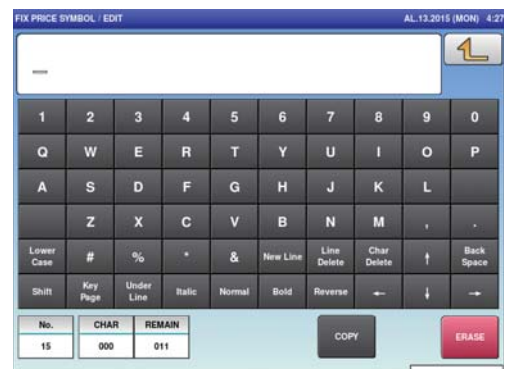 FIX PRICE SYMBOL / EDIT AL.13.2015 (MON) 4:27
1 2 3 4 5 6 7 8 9 0
Q W E R T Y U I O P
A S D F G H J K L
Z X C V B N M , .
Lower Case # % * & New Line Line Delete Char Delete ↑ Back Space
Shift Key Page Under Line Italic Normal Bold Reverse ← ↓ →
No. CHAR REMAIN COPY ERASE
15 000 011